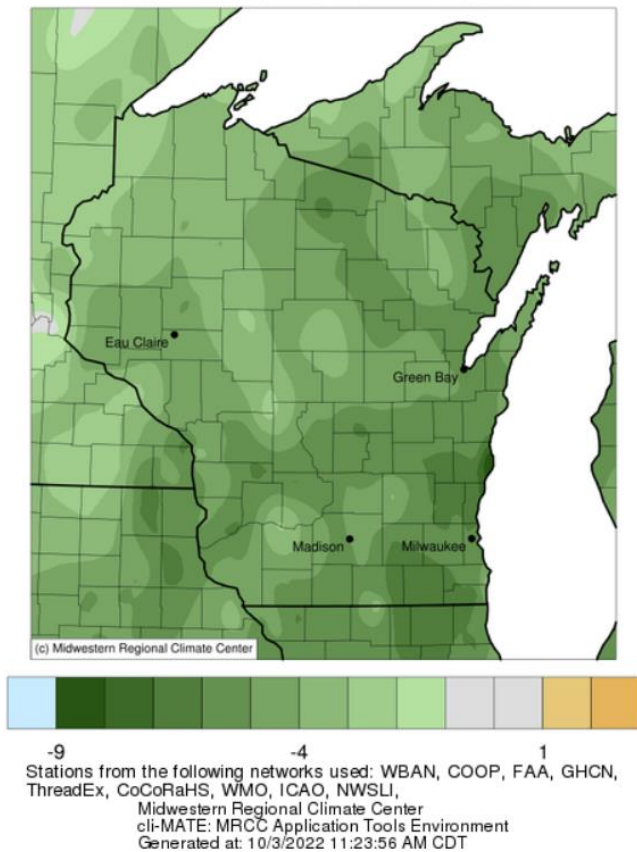 Eau Claire
Green Bay
Madison
Milwaukee
(c) Midwestern Regional Climate Center
-9
-4
1
Stations from the following networks used: WBAN, COOP, FAA, GHCN,
ThreadEx, CoCoRaHS, WMO, ICAO, NWSLI,
Midwestern Regional Climate Center
cli-MATE: MRCC Application Tools Environment
Generated at: 10/3/2022 11:23:56 AM CDT